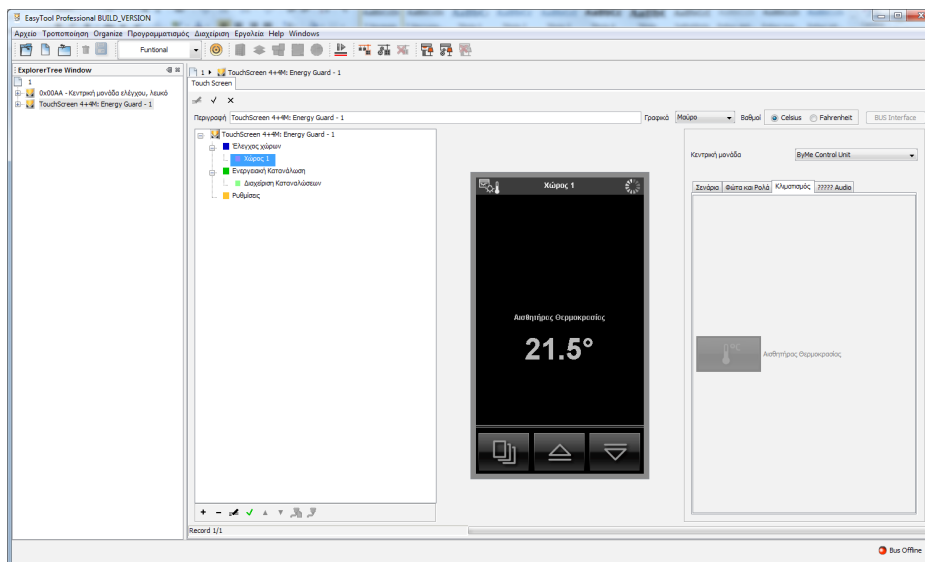 EasyTool Professional BUILD_VERSION
Αρχείο Τροποποίηση Organize Προγραμματισμός Διαχείριση Εργαλεία Help Windows
Funtional
ExplorerTree Window
1
0x00AA - Κεντρική μονάδα ελέγχου, λευκό
TouchScreen 4+4M: Energy Guard - 1
1 TouchScreen 4+4M: Energy Guard - 1
Touch Screen
Περιγραφή TouchScreen 4+4M: Energy Guard - 1 Γραφικά Μαύρο Βαθμοί Celsius Fahrenheit BUS Interface
TouchScreen 4+4M: Energy Guard - 1
Έλεγχος χώρων
Χώρος 1
Ενεργειακή Κατανάλωση
Διαχείριση Καταναλώσεων
Ρυθμίσεις
Χώρος 1
Αισθητήρας Θερμοκρασίας
21.5°
Κεντρική μονάδα ByMe Control Unit
Σενάρια Φώτα και Ρολά Κλιματισμός ????? Audio
0°C
Αισθητήρας Θερμοκρασίας
Record 1/1
Bus Offline